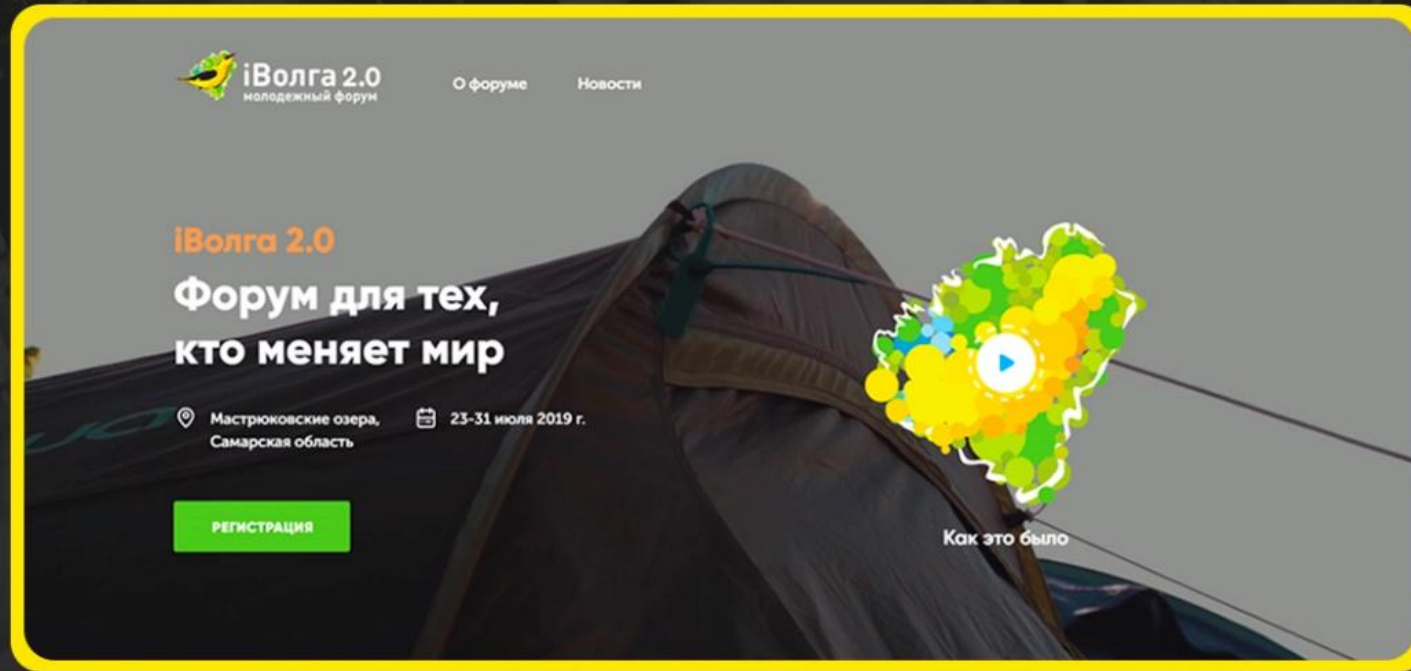 iВолга 2.0
молодежный форум
О форуме
Новости
iВолга 2.0
Форум для тех,
кто меняет мир
Мастрюковские озера,
Самарская область
23-31 июля 2019 г.
РЕГИСТРАЦИЯ
Как это было